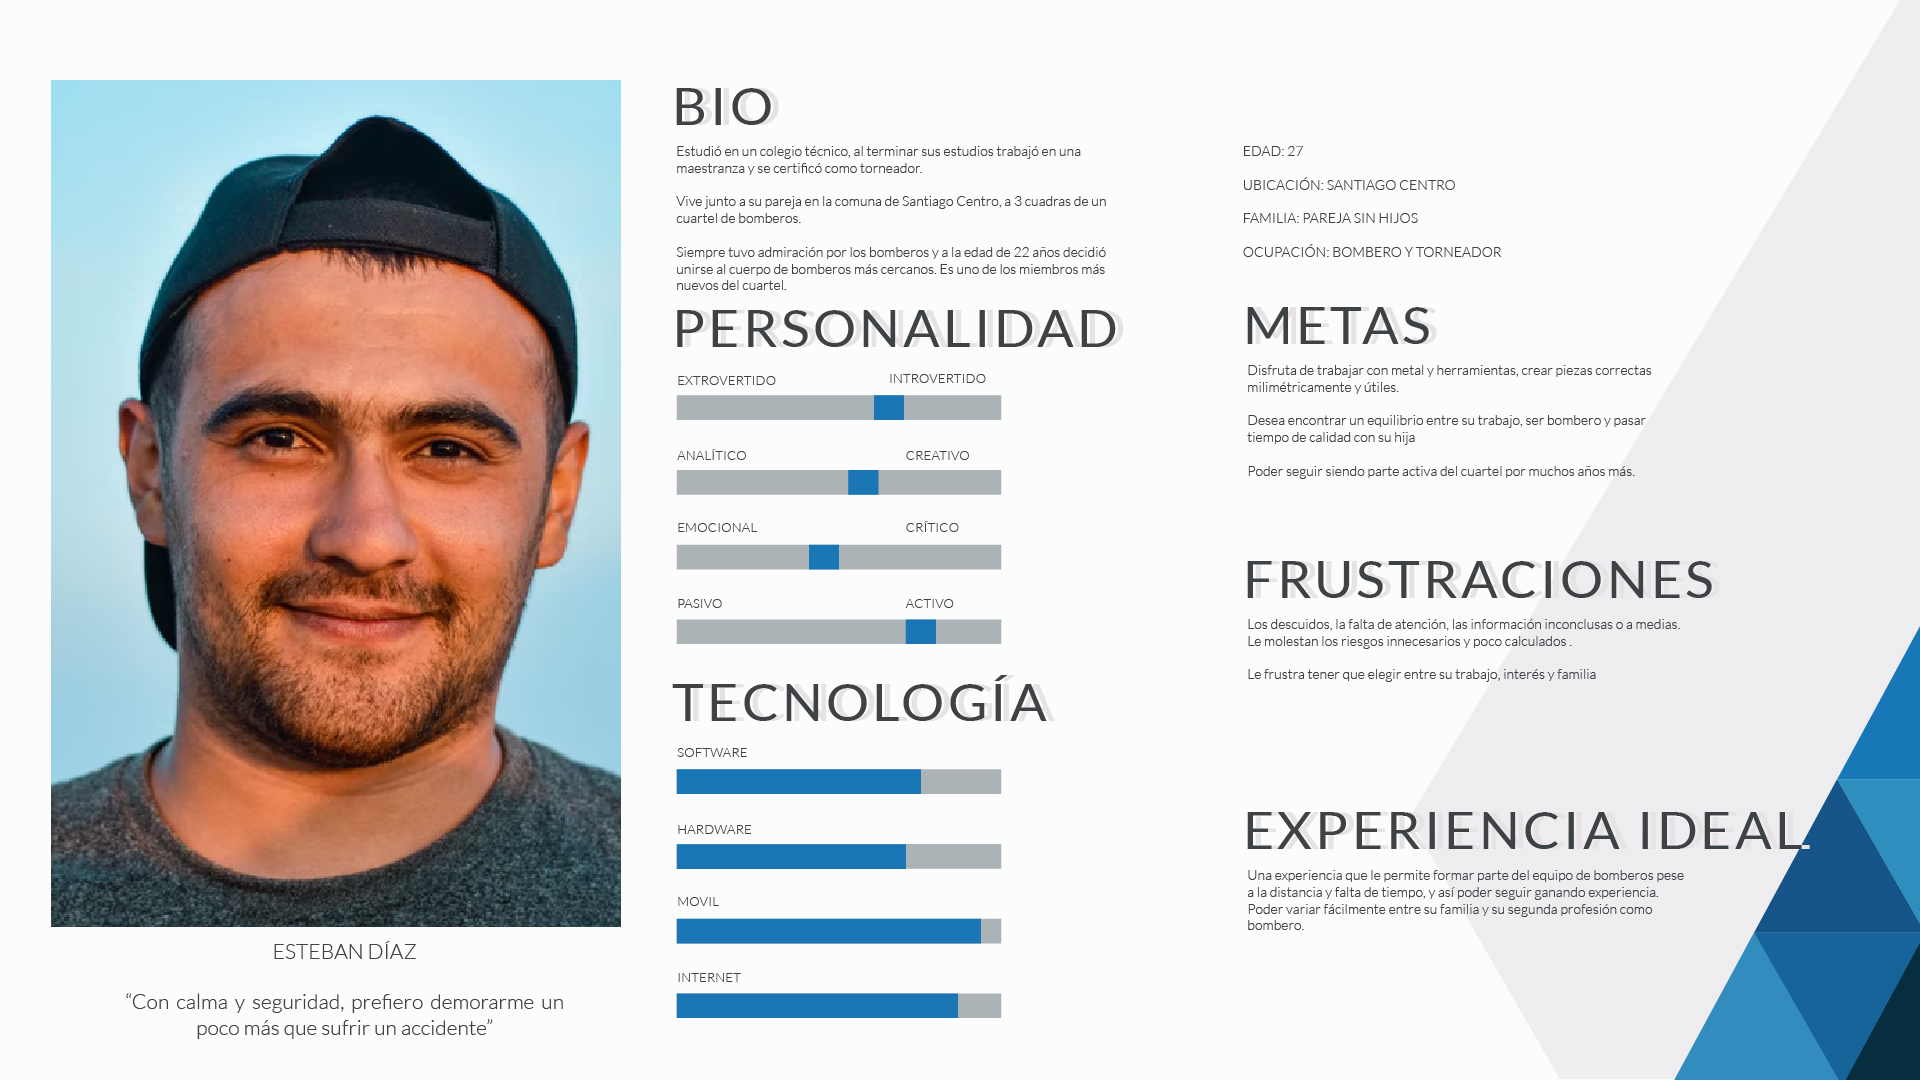 ESTEBAN DÍAZ
“Con calma y seguridad, prefiero demorarme un
poco más que sufrir un accidente”
BIO
Estudió en un colegio técnico, al terminar sus estudios trabajó en una
maestranza y se certificó como torneador.
Vive junto a su pareja en la comuna de Santiago Centro, a 3 cuadras de un
cuartel de bomberos.
Siempre tuvo admiración por los bomberos y a la edad de 22 años decidió
unirse al cuerpo de bomberos más cercanos. Es uno de los miembros más
nuevos del cuartel.
PERSONALIDAD
EXTROVERTIDO INTROVERTIDO
ANALÍTICO CREATIVO
EMOCIONAL CRÍTICO
PASIVO ACTIVO
TECNOLOGÍA
SOFTWARE
HARDWARE
MOVIL
INTERNET
EDAD: 27
UBICACIÓN: SANTIAGO CENTRO
FAMILIA: PAREJA SIN HIJOS
OCUPACIÓN: BOMBERO Y TORNEADOR
METAS
Disfruta de trabajar con metal y herramientas, crear piezas correctas
milimétricamente y útiles.
Desea encontrar un equilibrio entre su trabajo, ser bombero y pasar
tiempo de calidad con su hija
Poder seguir siendo parte activa del cuartel por muchos años más.
FRUSTRACIONES
Los descuidos, la falta de atención, las información inconclusas o a medias.
Le molestan los riesgos innecesarios y poco calculados .
Le frustra tener que elegir entre su trabajo, interés y familia
EXPERIENCIA IDEAL
Una experiencia que le permite formar parte del equipo de bomberos pese
a la distancia y falta de tiempo, y así poder seguir ganando experiencia.
Poder variar fácilmente entre su familia y su segunda profesión como
bombero.